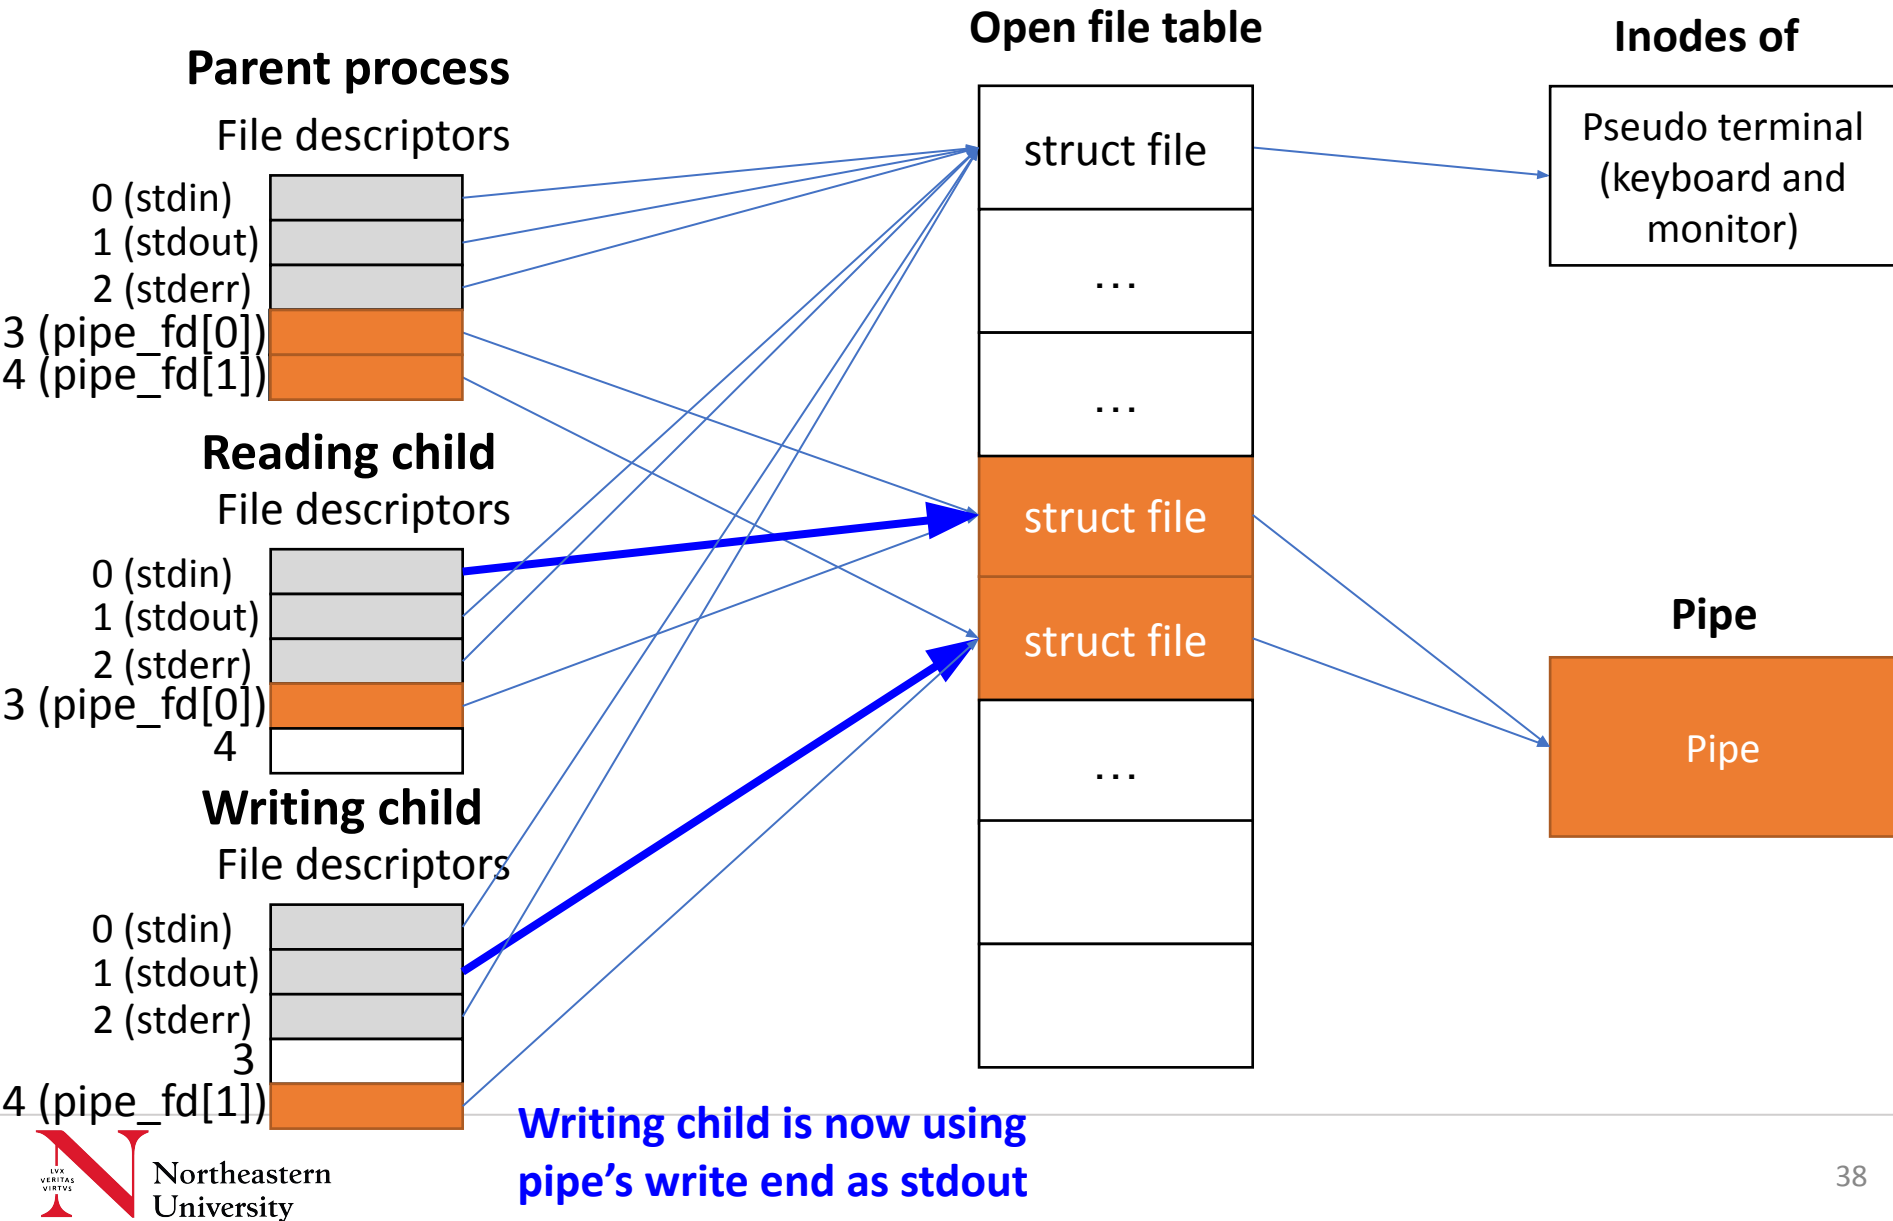 Open file table
Inodes of
Parent process
File descriptors
0 (stdin)
1 (stdout)
2 (stderr)
3 (pipe_fd[0])
4 (pipe_fd[1])
Reading child
File descriptors
0 (stdin)
1 (stdout)
2 (stderr)
3 (pipe_fd[0])
4
Writing child
File descriptors
0 (stdin)
1 (stdout)
2 (stderr)
3
4 (pipe_fd[1])
struct file
...
...
struct file
struct file
...
Pseudo terminal
(keyboard and
monitor)
Pipe
Pipe
Writing child is now using
pipe’s write end as stdout
LVX
VERITAS
VIRTVS
Northeastern
University
38